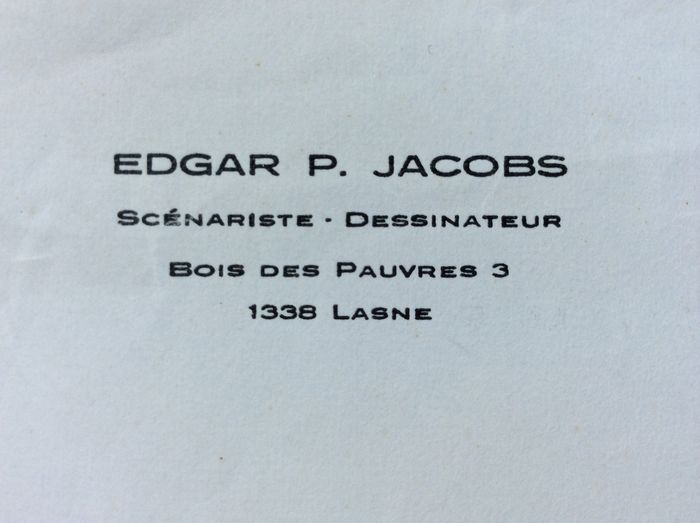 EDGAR P. JACOBS
SCÉNARISTE · DESSINATEUR
BOIS DES PAUVRES 3
1338 LASNE